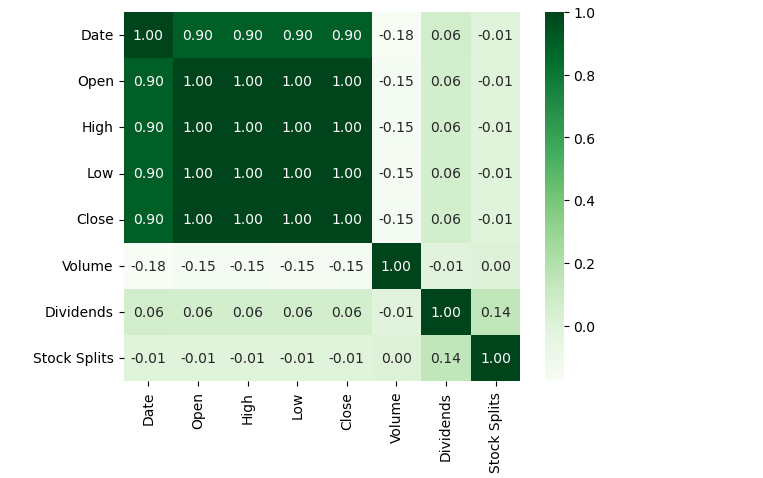 1.0
Date 1.00 0.90 0.90 0.90 0.90 -0.18 0.06 -0.01
0.8
Open 0.90 1.00 1.00 1.00 1.00 -0.15 0.06 -0.01
High 0.90 1.00 1.00 1.00 1.00 -0.15 0.06 -0.01
0.6
Low 0.90 1.00 1.00 1.00 1.00 -0.15 0.06 -0.01
0.4
Close 0.90 1.00 1.00 1.00 1.00 -0.15 0.06 -0.01
0.2
Volume -0.18 -0.15 -0.15 -0.15 -0.15 1.00 -0.01 0.00
Dividends 0.06 0.06 0.06 0.06 0.06 -0.01 1.00 0.14
0.0
Stock Splits -0.01 -0.01 -0.01 -0.01 -0.01 0.00 0.14 1.00
Date
Open
High
Low
Close
Volume
Dividends
Stock Splits